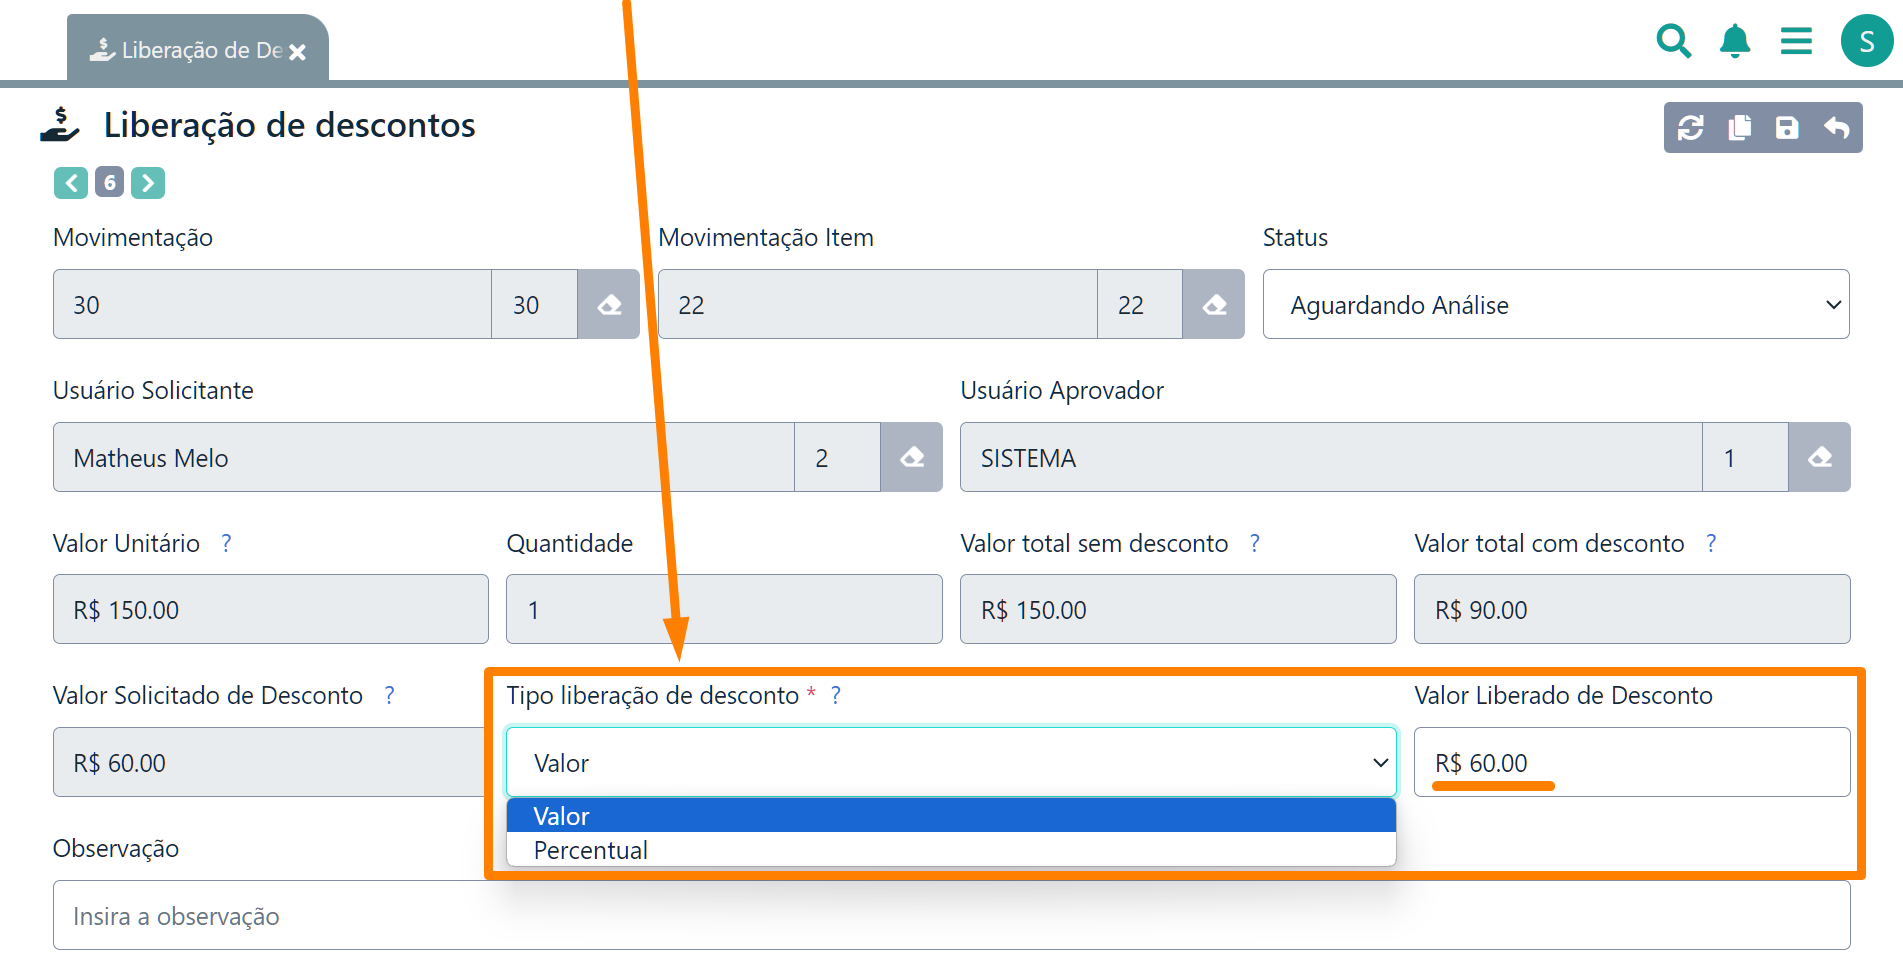 Liberação de De
S
Liberação de descontos
6
Movimentação Movimentação Item Status
30 30 22 22 Aguardando Análise
Usuário Solicitante Usuário Aprovador
Matheus Melo 2 SISTEMA 1
Valor Unitário ? Quantidade Valor total sem desconto ? Valor total com desconto ?
R$ 150.00 1 R$ 150.00 R$ 90.00
Valor Solicitado de Desconto ? Tipo liberação de desconto * ? Valor Liberado de Desconto
R$ 60.00 Valor R$ 60.00
Valor
Percentual
Observação
Insira a observação